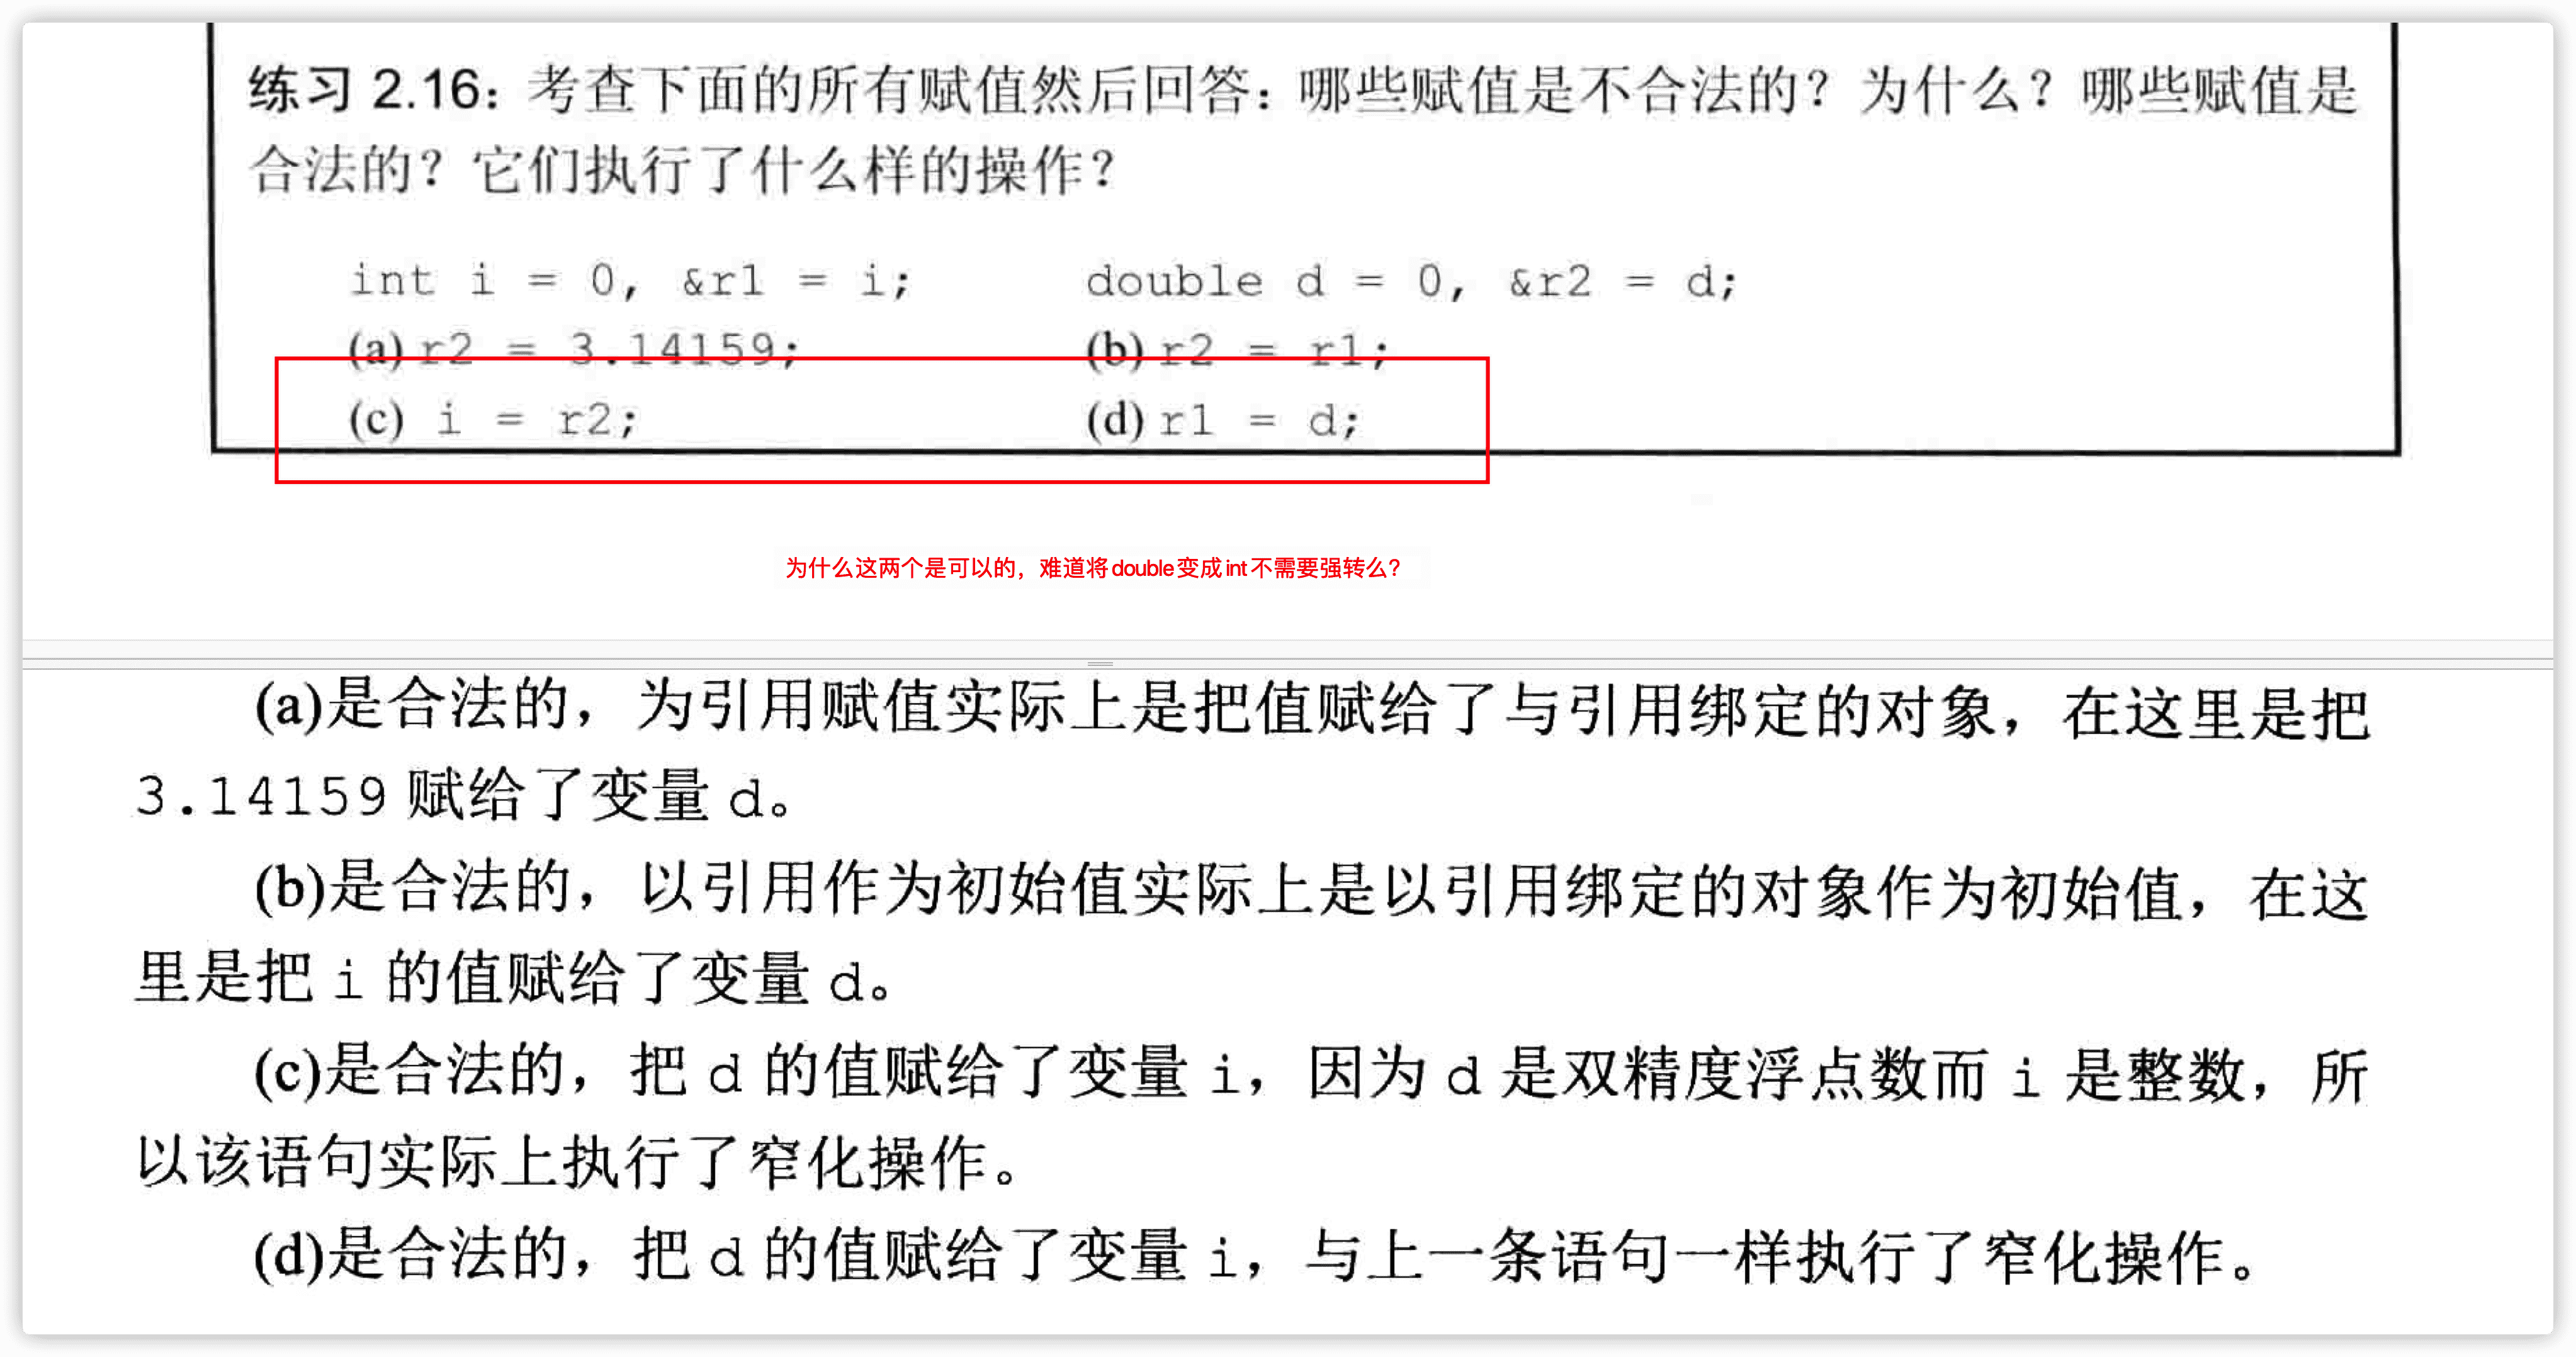 练习 2.16：考查下面的所有赋值然后回答：哪些赋值是不合法的？为什么？哪些赋值是
合法的？它们执行了什么样的操作？
int i = 0, &r1 = i; double d = 0, &r2 = d;
(a) r2 = 3.14159; (b) r2 = r1;
(c) i = r2; (d) r1 = d;
为什么这两个是可以的，难道将double变成int不需要强转么？
(a)是合法的，为引用赋值实际上是把值赋给了与引用绑定的对象，在这里是把
3.14159 赋给了变量 d。
(b)是合法的，以引用作为初始值实际上是以引用绑定的对象作为初始值，在这
里是把 i 的值赋给了变量 d。
(c)是合法的，把 d 的值赋给了变量 i，因为 d 是双精度浮点数而 i 是整数，所
以该语句实际上执行了窄化操作。
(d)是合法的，把 d 的值赋给了变量 i，与上一条语句一样执行了窄化操作。